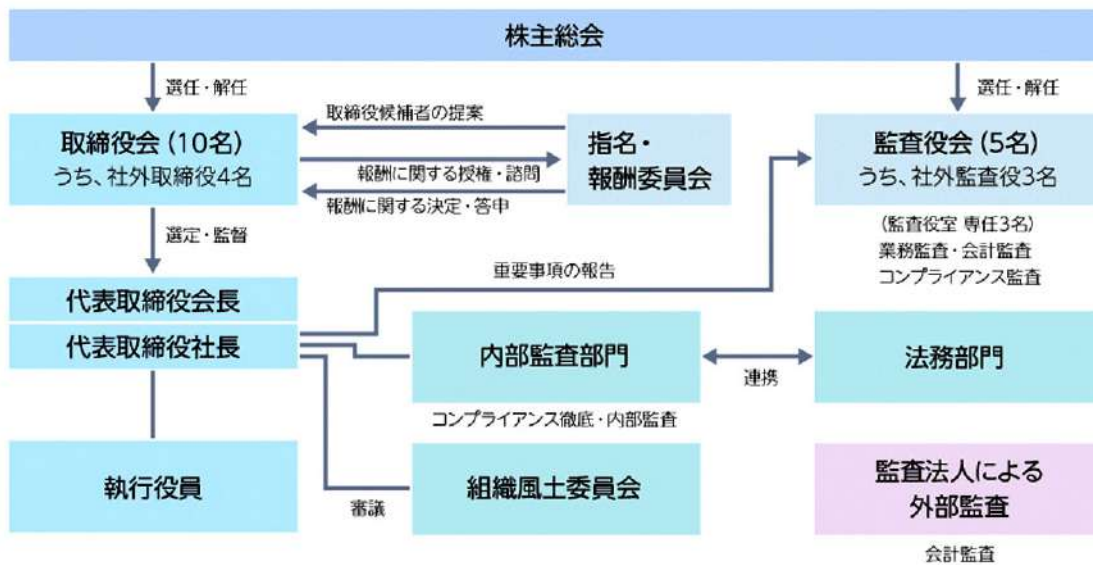 株主総会
選任・解任
選任・解任
取締役会(10名)
うち、社外取締役4名
取締役候補者の提案
報酬に関する授権・諮問
報酬に関する決定・答申
指名・
報酬委員会
監査役会(5名)
うち、社外監査役3名
(監査役室 専任3名)
業務監査・会計監査
コンプライアンス監査
選定・監督
重要事項の報告
代表取締役会長
代表取締役社長
内部監査部門
連携
法務部門
コンプライアンス徹底・内部監査
執行役員
審議
組織風土委員会
監査法人による
外部監査
会計監査